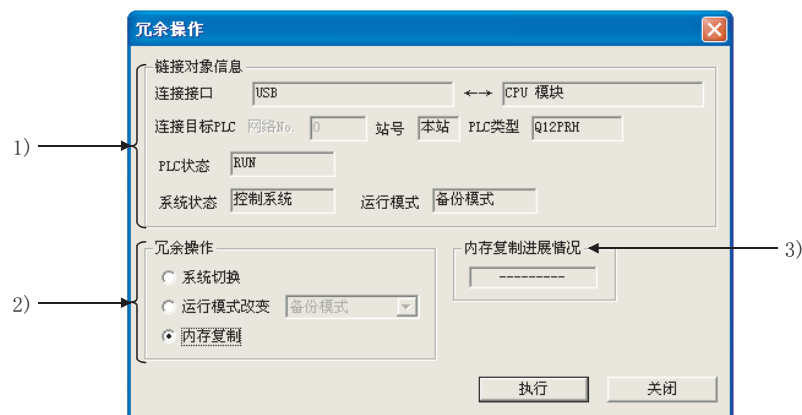 冗余操作
链接对象信息
连接接口 USB ←→ CPU 模块
连接目标PLC 网络No. 0 站号 本站 PLC类型 Q12PRH
1)
PLC状态 RUN
系统状态 控制系统 运行模式 备份模式
冗余操作 内存复制进展情况 3)
系统切换 ---------
2) 运行模式改变 备份模式
内存复制
执行 关闭